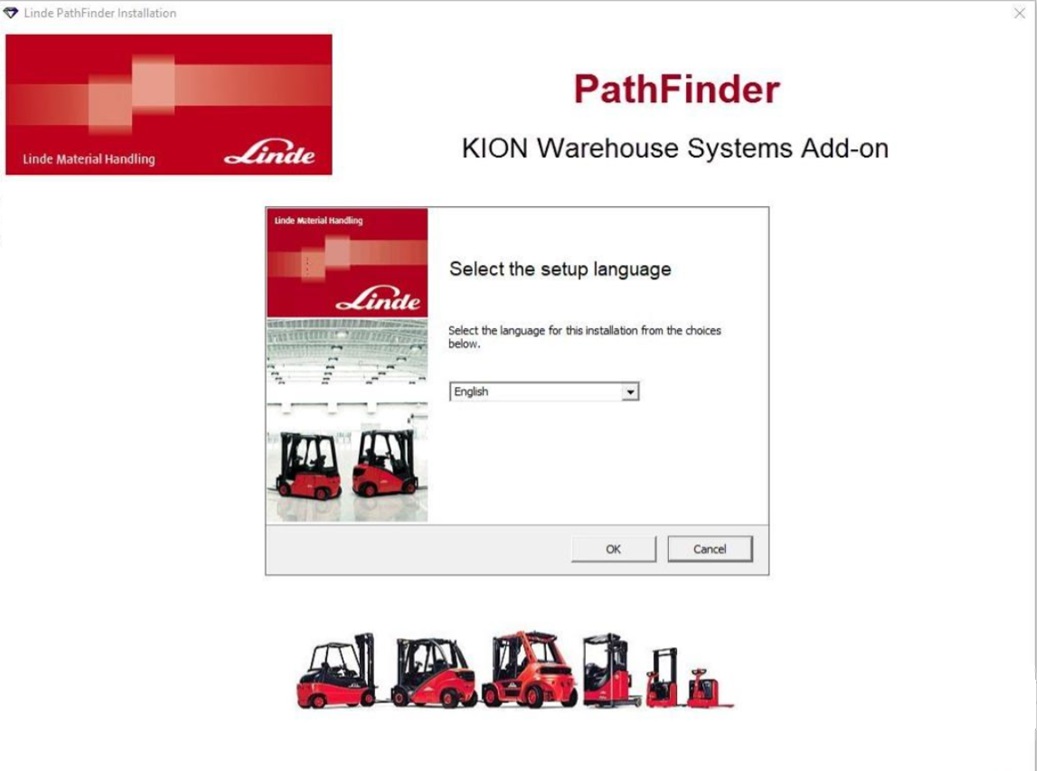 Linde PathFinder Installation
Linde Material Handling
Linde
PathFinder
KION Warehouse Systems Add-on
Linde Material Handling
Linde
Select the setup language
Select the language for this installation from the choices
below.
English
OK
Cancel